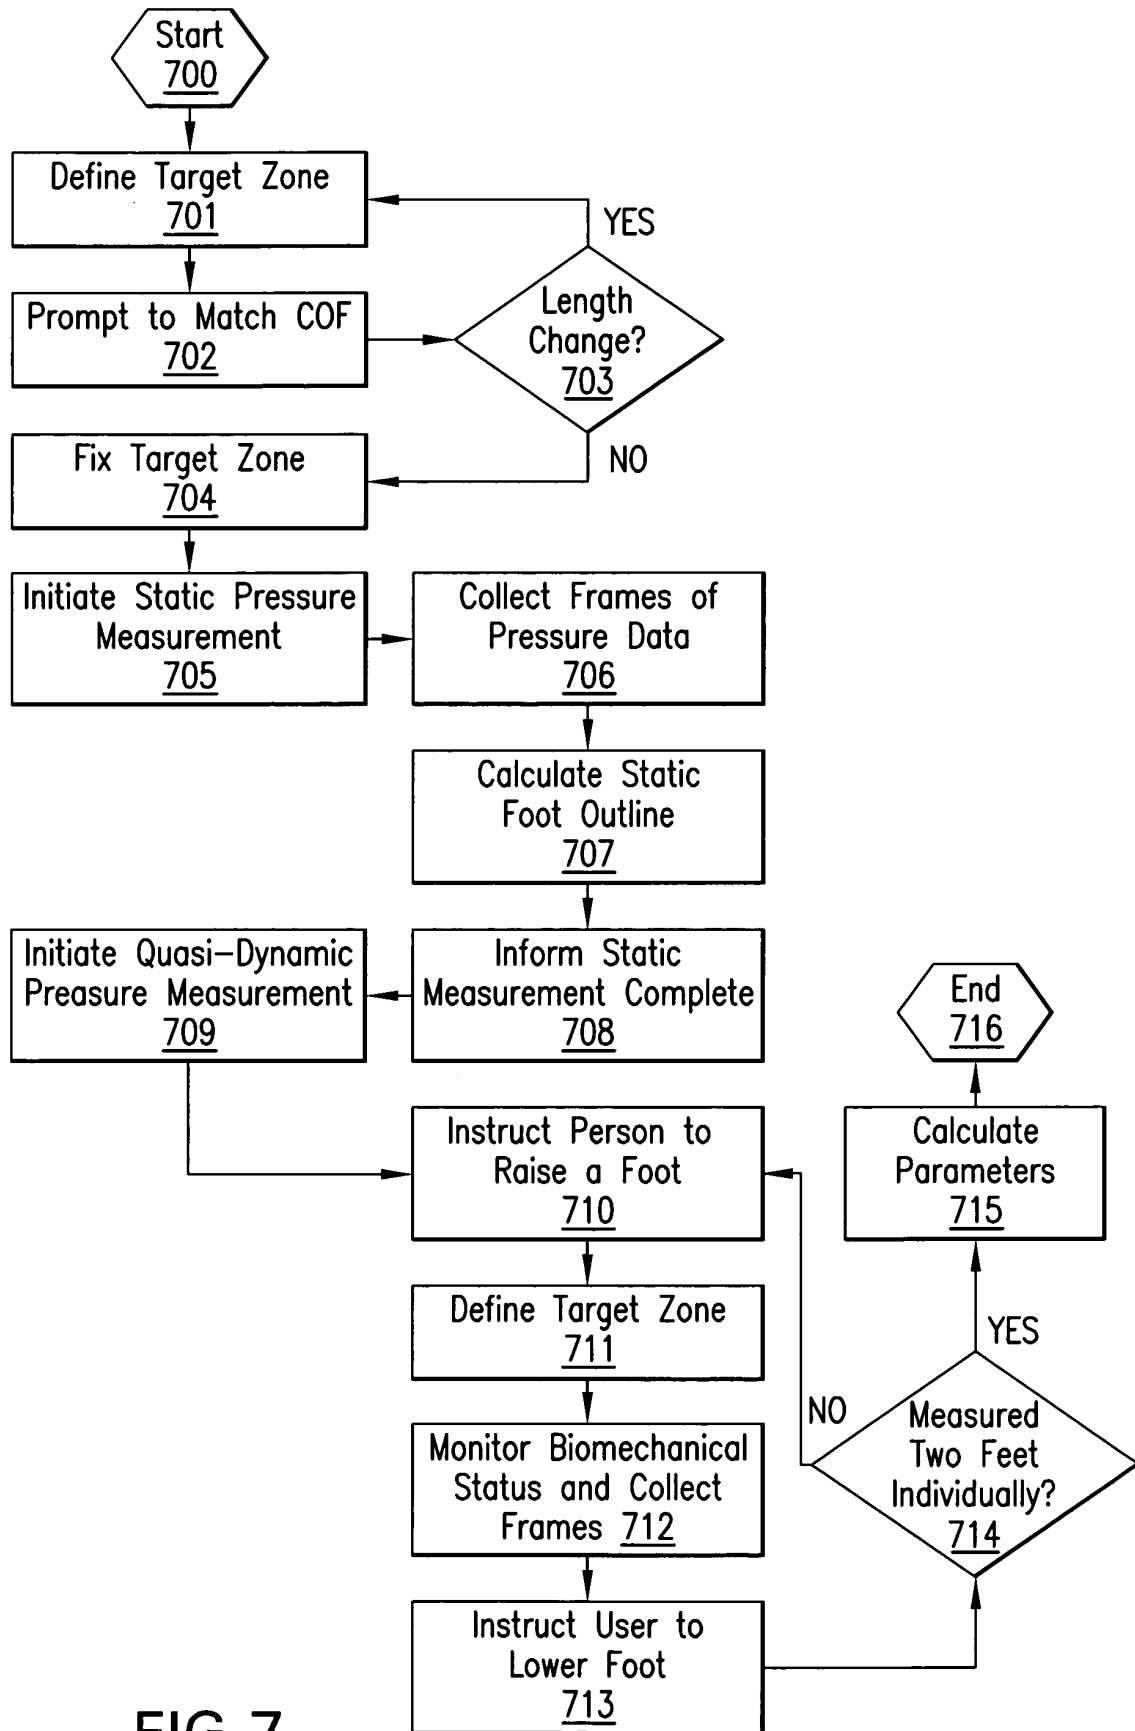 Start
700
Define Target Zone
701
YES
Prompt to Match COF
702
Length
Change?
703
Fix Target Zone
704
NO
Initiate Static Pressure
Measurement
705
Collect Frames of
Pressure Data
706
Calculate Static
Foot Outline
707
Initiate Quasi-Dynamic
Preasure Measurement
709
Inform Static
Measurement Complete
708
End
716
Instruct Person to
Raise a Foot
710
Calculate
Parameters
715
Define Target Zone
711
YES
NO
Monitor Biomechanical
Status and Collect
Frames 712
Measured
Two Feet
Individually?
714
Instruct User to
Lower Foot
713
FIG. 7